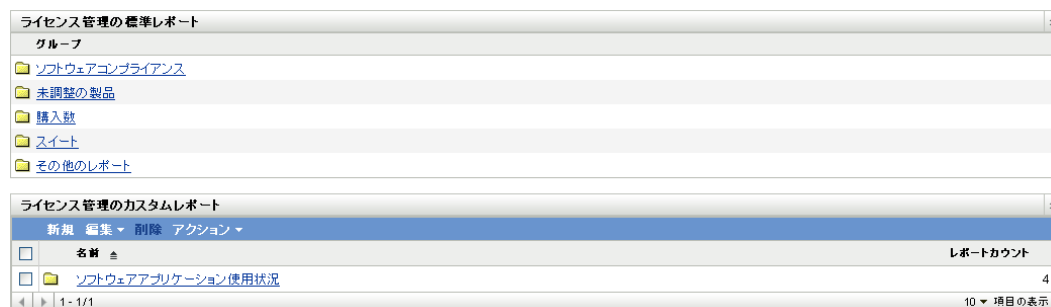 ライセンス管理の標準レポート
グループ
ソフトウェアコンプライアンス
未調整の製品
購入数
スイート
その他のレポート
ライセンス管理のカスタムレポート
新規 編集 削除 アクション
名前 レポートカウント
ソフトウェアアプリケーション使用状況 4
1 - 1/1 10 項目の表示